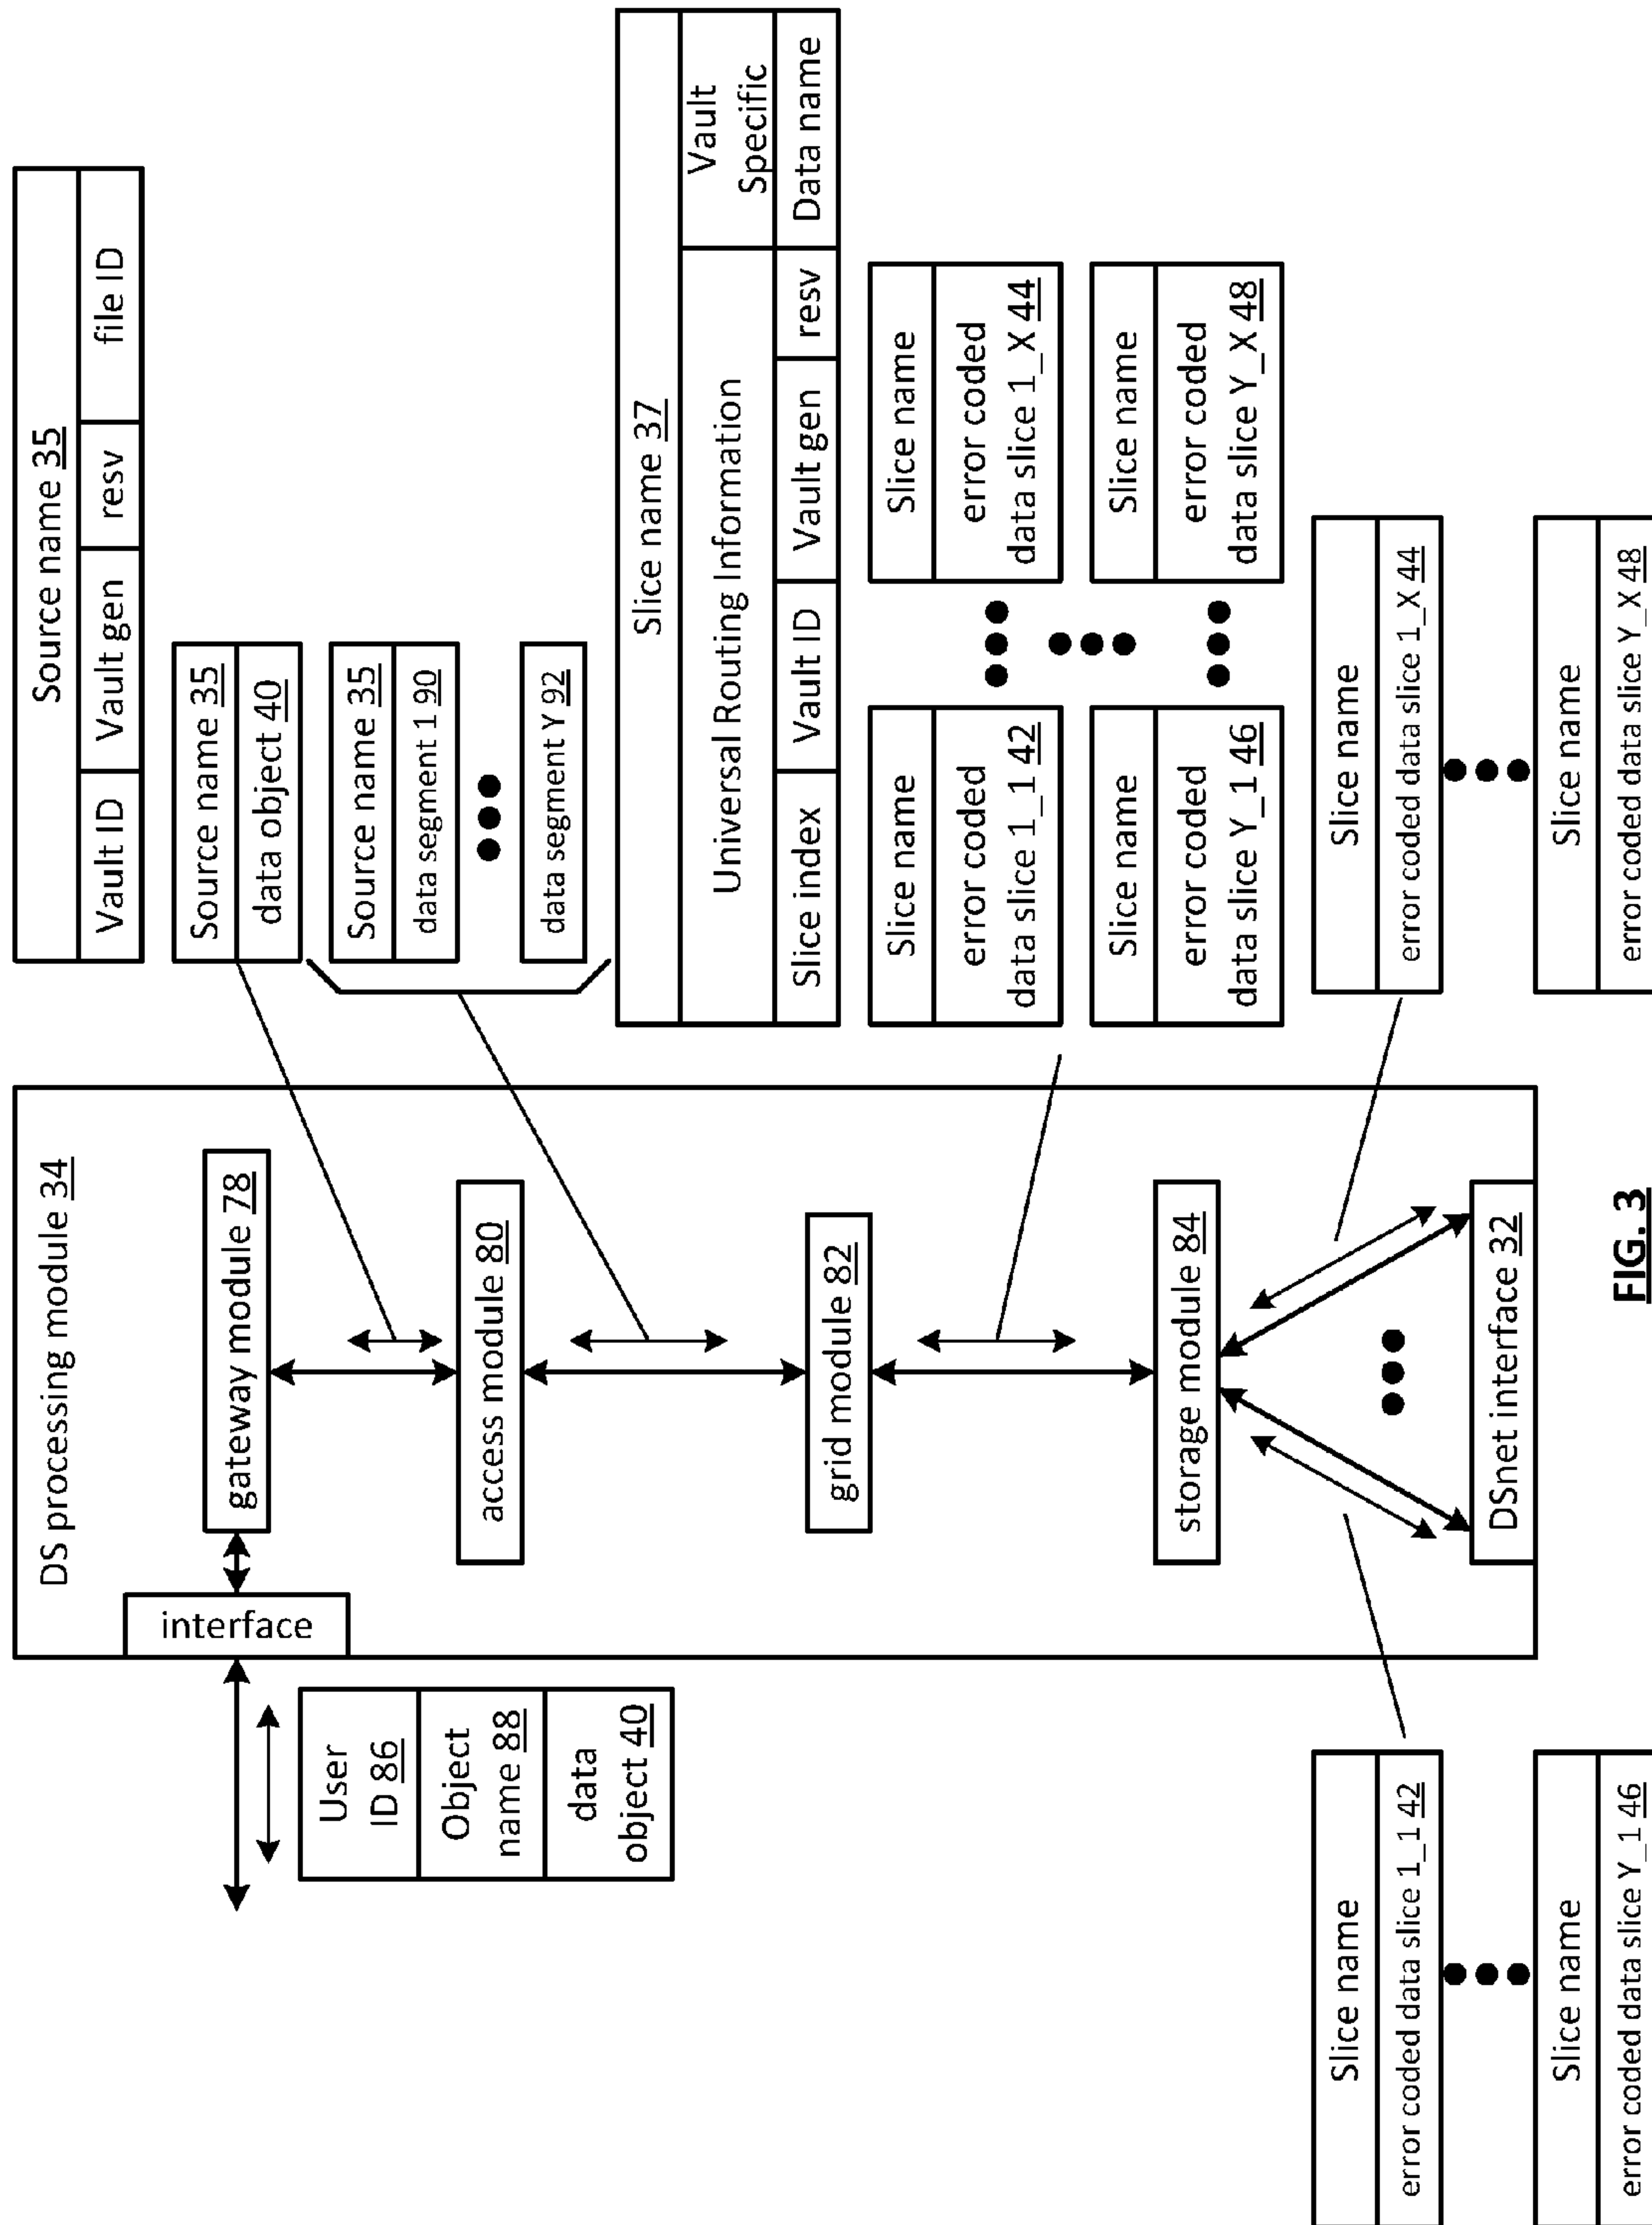 DS processing module 34
interface
gateway module 78
access module 80
grid module 82
storage module 84
DSnet interface 32
User
ID 86
Object
name 88
data
object 40
Source name 35
Vault ID
Vault gen
resv
file ID
Source name 35
data object 40
Source name 35
data segment 1 90
data segment Y 92
Slice name 37
Universal Routing Information
Vault
Specific
Slice index
Vault ID
Vault gen
resv
Data name
Slice name
error coded
data slice 1_1 42
Slice name
error coded
data slice 1_X 44
Slice name
error coded
data slice Y_1 46
Slice name
error coded
data slice Y_X 48
Slice name
error coded data slice 1_1 42
Slice name
error coded data slice Y_1 46
Slice name
error coded data slice 1_X 44
Slice name
error coded data slice Y_X 48
FIG. 3